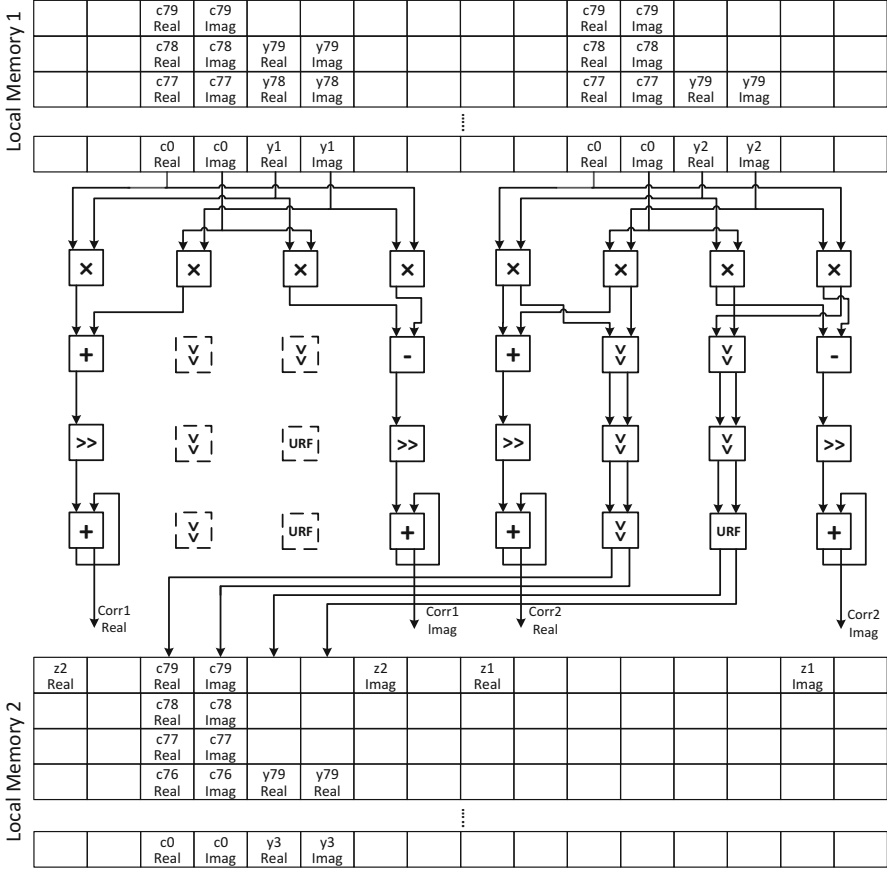 Local Memory 1
c79 c79 c79 c79
Real Imag Real Imag
c78 c78 y79 y79 c78 c78
Real Imag Real Imag Real Imag
c77 c77 y78 y78 c77 c77 y79 y79
Real Imag Real Imag Real Imag Real Imag
c0 c0 y1 y1 c0 c0 y2 y2
Real Imag Real Imag Real Imag Real Imag
× × × × × × × ×
+ >> >> - + >> >> -
>> >> URF >> >> >> >> >>
+ >> URF + + >> URF +
Corr1 Corr1 Corr2 Corr2
Real Imag Real Imag
Local Memory 2
z2 c79 c79 z2 z1 z1
Real Real Imag Imag Real Imag
c78 c78
Real Imag
c77 c77
Real Imag
c76 c76 y79 y79
Real Imag Real Real
c0 c0 y3 y3
Real Imag Real Imag